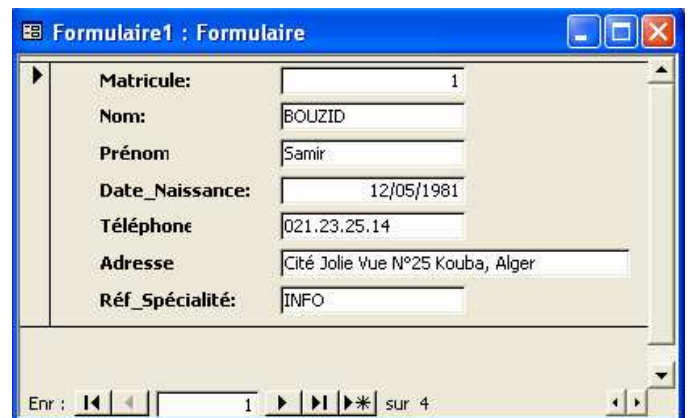 Formulaire1 : Formulaire
Matricule: 1
Nom: BOUZID
Prénom Samir
Date_Naissance: 12/05/1981
Téléphone 021.23.25.14
Adresse Cité Jolie Vue N°25 Kouba, Alger
Réf_Spécialité: INFO
Enr : 1 sur 4